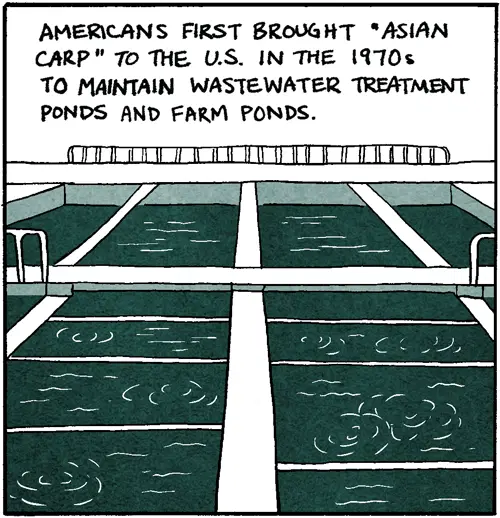 AMERICANS FIRST BROUGHT "ASIAN
CARP" TO THE U.S. IN THE 1970s
TO MAINTAIN WASTEWATER TREATMENT
PONDS AND FARM PONDS.